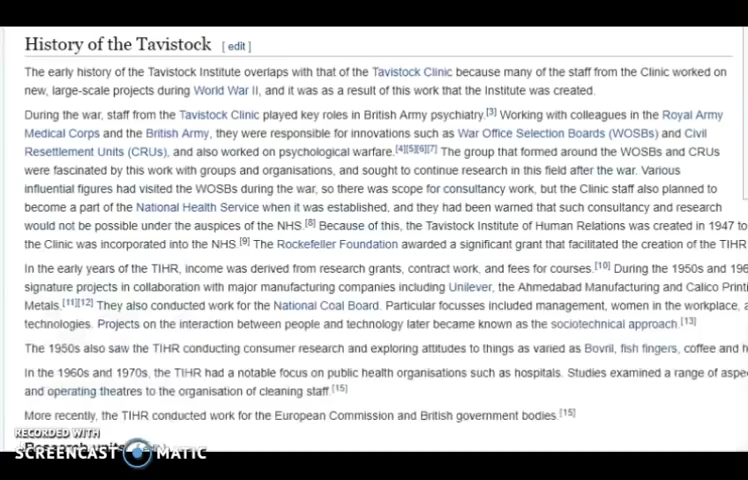 History of the Tavistock [ edit ]
The early history of the Tavistock Institute overlaps with that of the Tavistock Clinic because many of the staff from the Clinic worked on
new, large-scale projects during World War II, and it was as a result of this work that the Institute was created.
During the war, staff from the Tavistock Clinic played key roles in British Army psychiatry.[3] Working with colleagues in the Royal Army
Medical Corps and the British Army, they were responsible for innovations such as War Office Selection Boards (WOSBs) and Civil
Resettlement Units (CRUs), and also worked on psychological warfare.[4][5][6][7] The group that formed around the WOSBs and CRUs
were fascinated by this work with groups and organisations, and sought to continue research in this field after the war. Various
influential figures had visited the WOSBs during the war, so there was scope for consultancy work, but the Clinic staff also planned to
become a part of the National Health Service when it was established, and they had been warned that such consultancy and research
would not be possible under the auspices of the NHS.[8] Because of this, the Tavistock Institute of Human Relations was created in 1947 to
the Clinic was incorporated into the NHS.[9] The Rockefeller Foundation awarded a significant grant that facilitated the creation of the TIHR
In the early years of the TIHR, income was derived from research grants, contract work, and fees for courses.[10] During the 1950s and 196
signature projects in collaboration with major manufacturing companies including Unilever, the Ahmedabad Manufacturing and Calico Printi
Metals.[11][12] They also conducted work for the National Coal Board. Particular focusses included management, women in the workplace, a
technologies. Projects on the interaction between people and technology later became known as the sociotechnical approach.[13]
The 1950s also saw the TIHR conducting consumer research and exploring attitudes to things as varied as Bovril, fish fingers, coffee and h
In the 1960s and 1970s, the TIHR had a notable focus on public health organisations such as hospitals. Studies examined a range of aspe
and operating theatres to the organisation of cleaning staff.[15]
More recently, the TIHR conducted work for the European Commission and British government bodies.[15]
RECORDED WITH
SCREENCAST MATIC